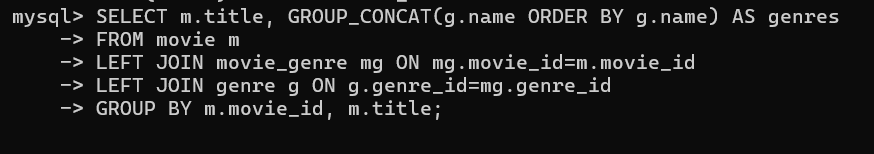 mysql> SELECT m.title, GROUP_CONCAT(g.name ORDER BY g.name) AS genres
    -> FROM movie m
    -> LEFT JOIN movie_genre mg ON mg.movie_id=m.movie_id
    -> LEFT JOIN genre g ON g.genre_id=mg.genre_id
    -> GROUP BY m.movie_id, m.title;